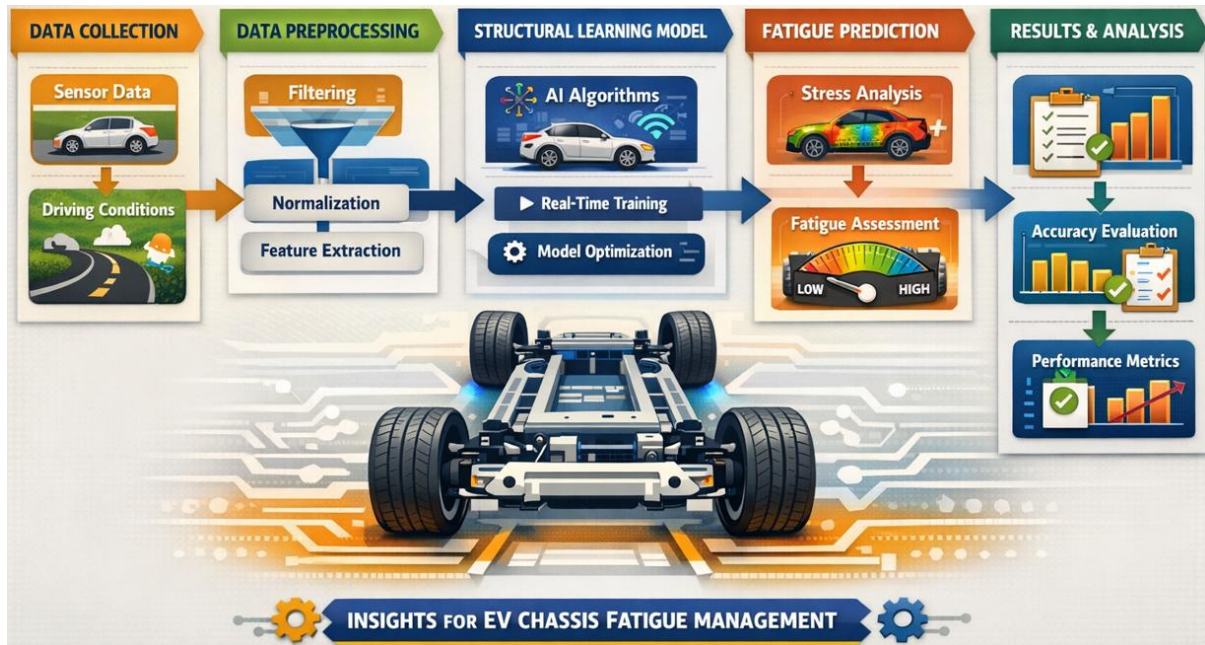 DATA COLLECTION
Sensor Data
Driving Conditions
DATA PREPROCESSING
Filtering
Normalization
Feature Extraction
STRUCTURAL LEARNING MODEL
AI Algorithms
Real-Time Training
Model Optimization
FATIGUE PREDICTION
Stress Analysis
Fatigue Assessment
LOW HIGH
RESULTS & ANALYSIS
Accuracy Evaluation
Performance Metrics
INSIGHTS FOR EV CHASSIS FATIGUE MANAGEMENT